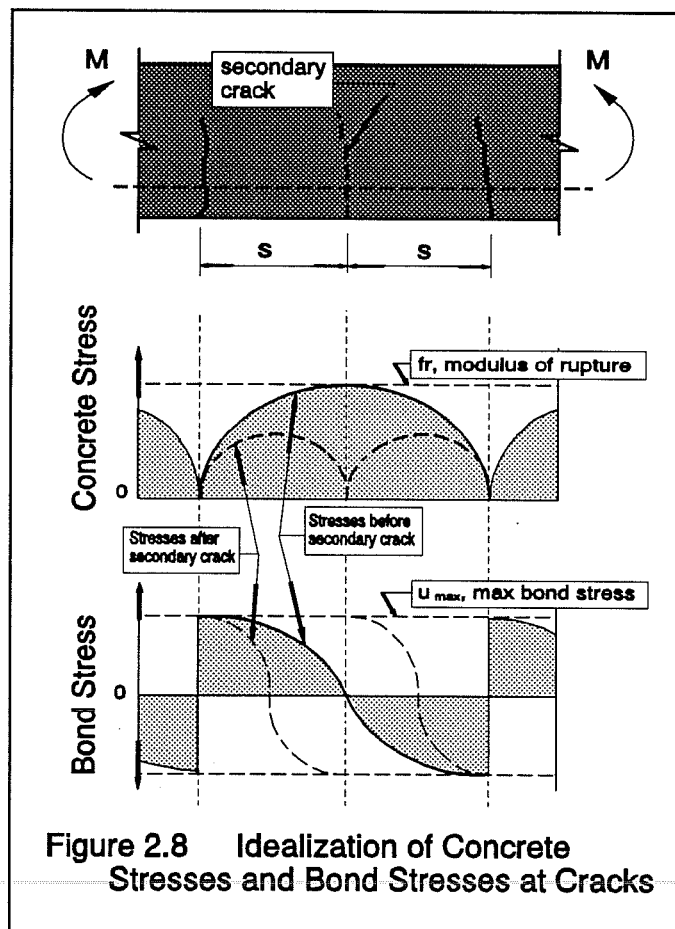 M
secondary
crack
M
s
s
Concrete Stress
fr, modulus of rupture
0
Stresses after
secondary crack
Stresses before
secondary crack
u max, max bond stress
Bond Stress
0
Figure 2.8 Idealization of Concrete
Stresses and Bond Stresses at Cracks